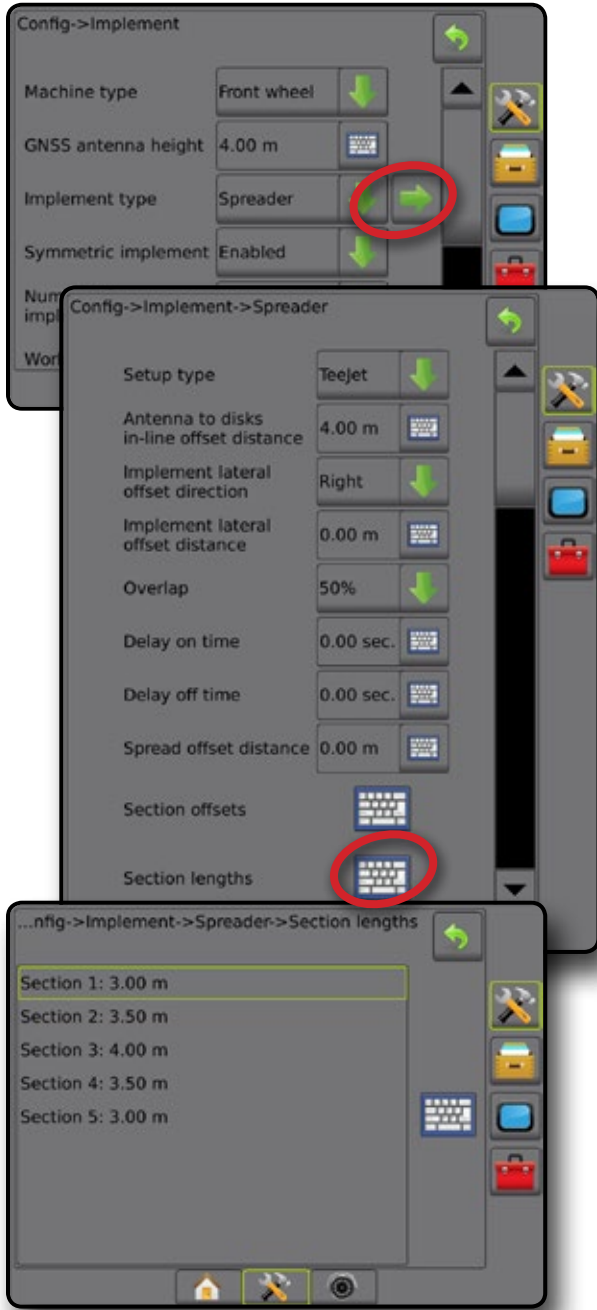 Config->Implement
Machine type Front wheel
GNSS antenna height 4.00 m
Implement type Spreader
Symmetric implement Enabled
Num
impl
Wor
Config->Implement->Spreader
Setup type TeeJet
Antenna to disks
in-line offset distance 4.00 m
Implement lateral
offset direction Right
Implement lateral
offset distance 0.00 m
Overlap 50%
Delay on time 0.00 sec.
Delay off time 0.00 sec.
Spread offset distance 0.00 m
Section offsets
Section lengths
...nfig->Implement->Spreader->Section lengths
Section 1: 3.00 m
Section 2: 3.50 m
Section 3: 4.00 m
Section 4: 3.50 m
Section 5: 3.00 m